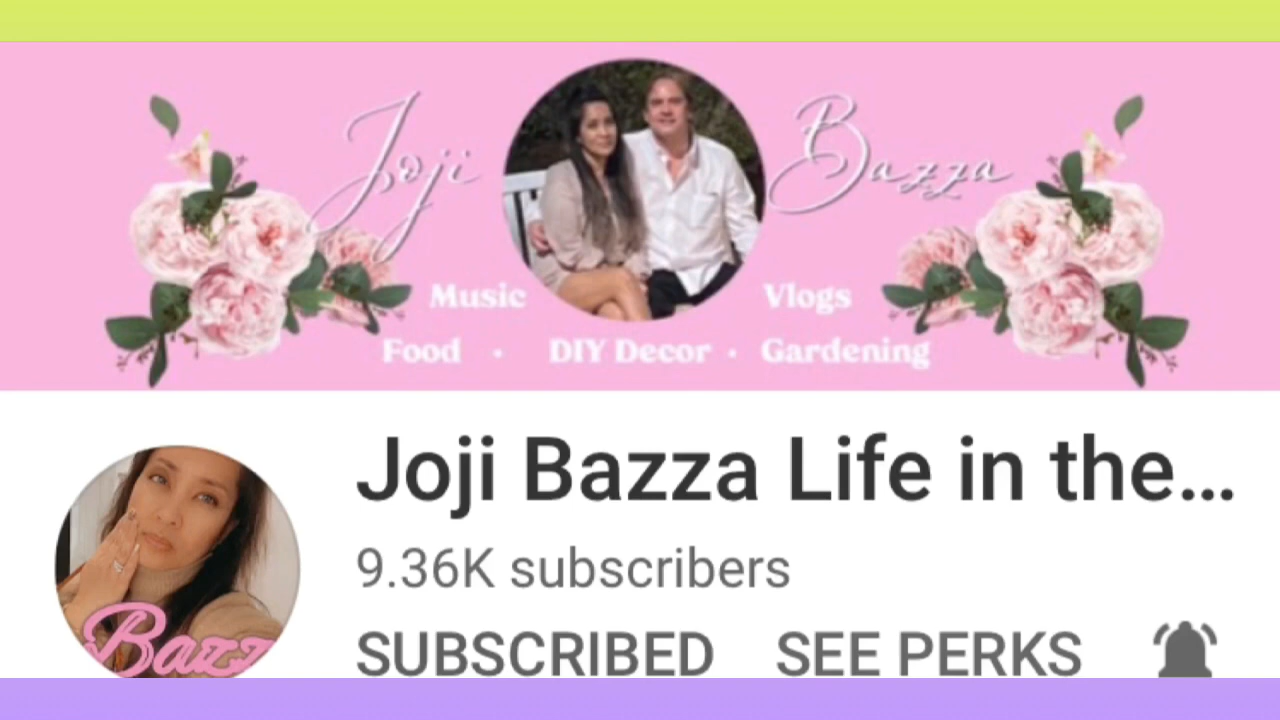 Joji Bazza
Music Vlogs
Food • DIY Decor • Gardening
Joji Bazza Life in the...
9.36K subscribers
Bazz
SUBSCRIBED SEE PERKS